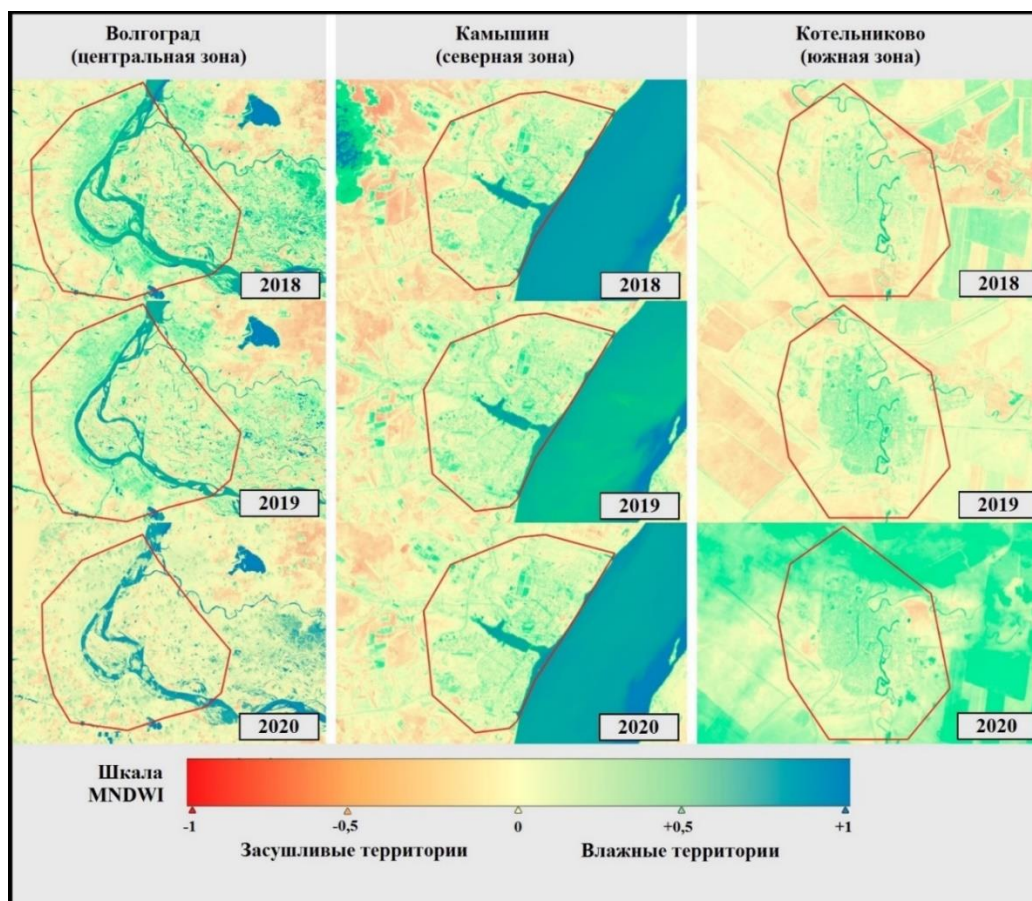 Волгоград
(центральная зона)
Камышин
(северная зона)
Котельниково
(южная зона)
2018
2018
2018
2019
2019
2019
2020
2020
2020
Шкала
MNDWI
-1
-0,5
0
+0,5
+1
Засушливые территории
Влажные территории